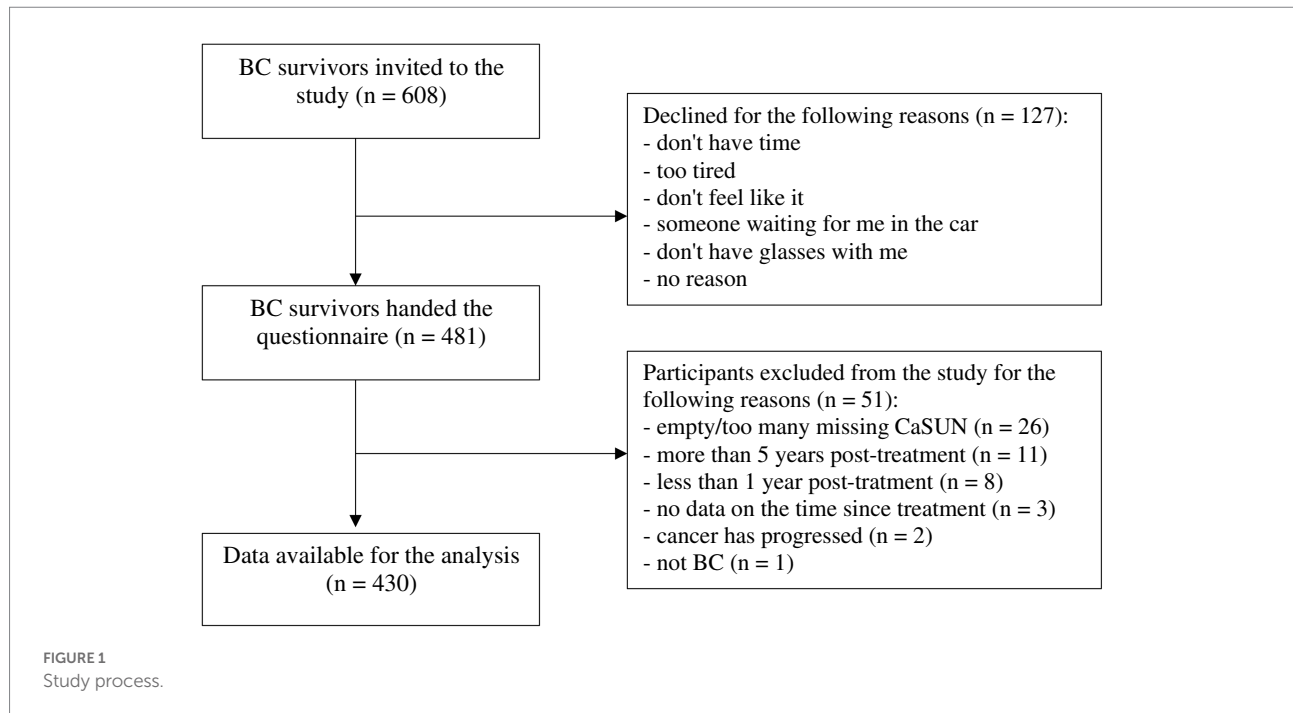 BC survivors invited to the
study (n = 608)
Declined for the following reasons (n = 127):
- don't have time
- too tired
- don't feel like it
- someone waiting for me in the car
- don't have glasses with me
- no reason
BC survivors handed the
questionnaire (n = 481)
Participants excluded from the study for the
following reasons (n = 51):
- empty/too many missing CaSUN (n = 26)
- more than 5 years post-treatment (n = 11)
- less than 1 year post-tratment (n = 8)
- no data on the time since treatment (n = 3)
- cancer has progressed (n = 2)
- not BC (n = 1)
Data available for the analysis
(n = 430)
FIGURE 1
Study process.